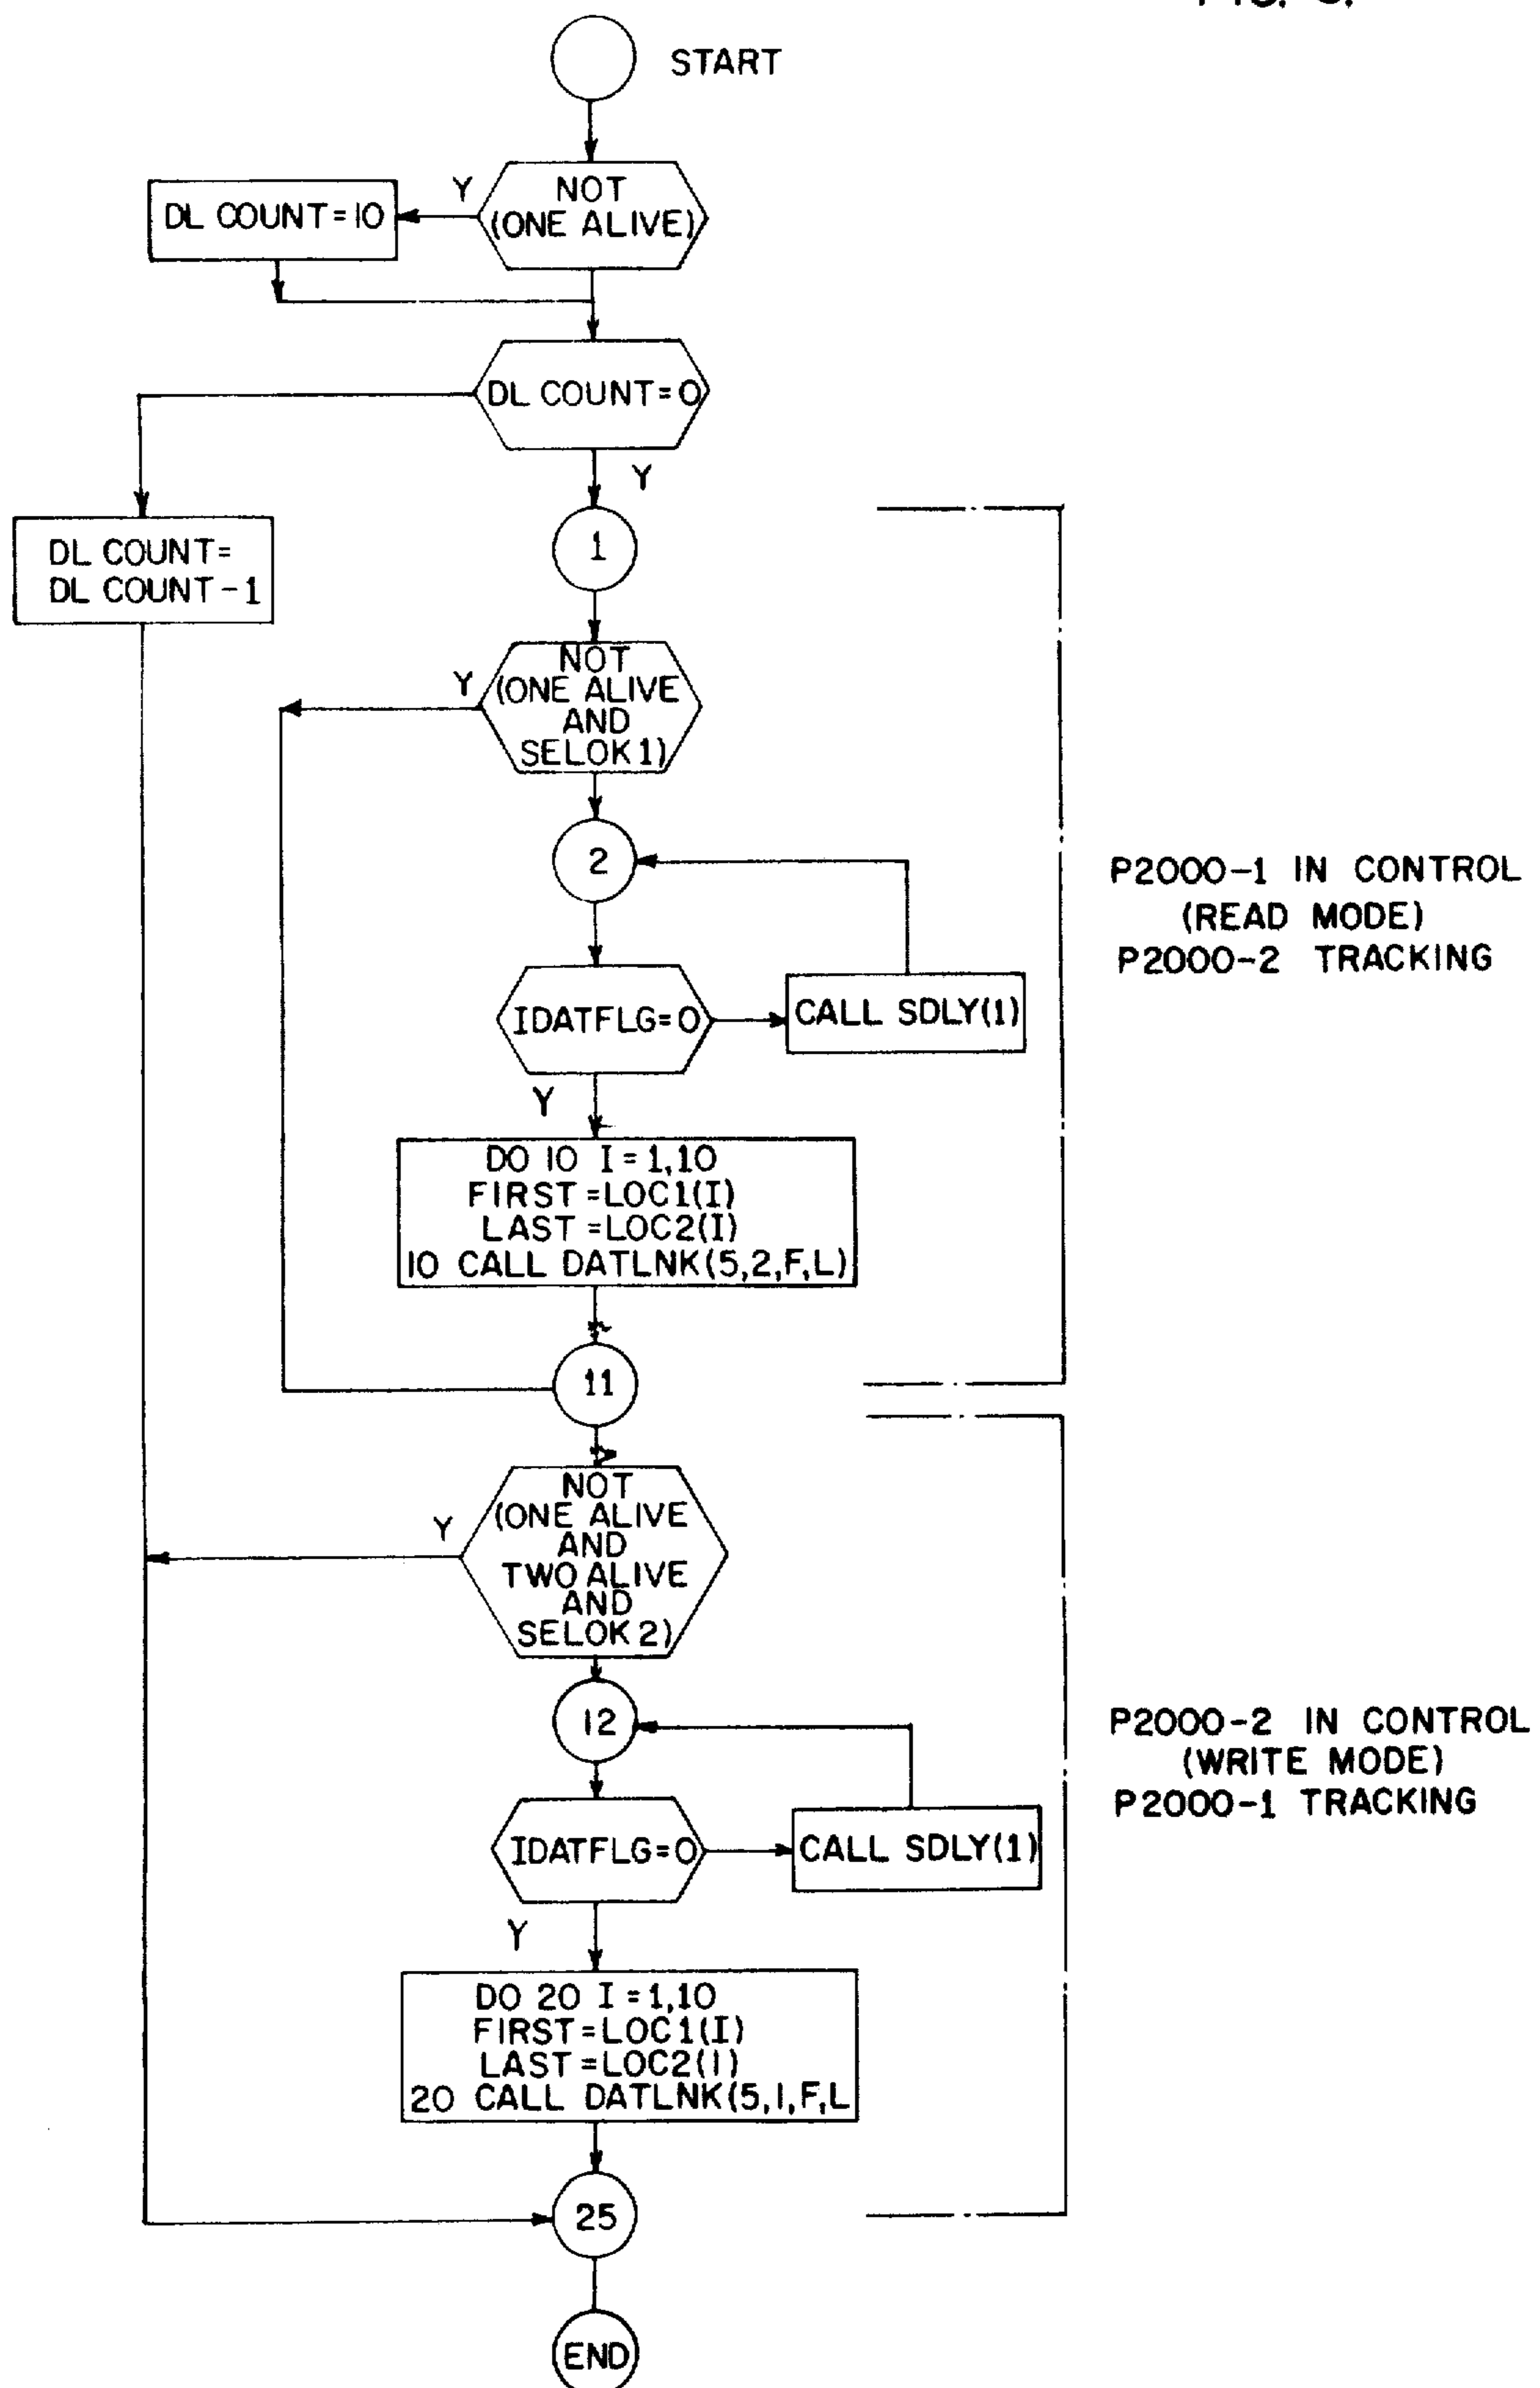 START
Y
NOT
(ONE ALIVE)
DL COUNT=10
DL COUNT=0
Y
DL COUNT=
DL COUNT-1
1
Y
NOT
(ONE ALIVE
AND
SELOK1)
2
P2000-1 IN CONTROL
(READ MODE)
P2000-2 TRACKING
IDATFLG=0
CALL SDLY(1)
Y
DO 10 I=1,10
FIRST=LOC1(I)
LAST=LOC2(I)
10 CALL DATLNK(5,2,F,L)
11
Y
NOT
(ONE ALIVE
AND
TWO ALIVE
AND
SELOK2)
12
P2000-2 IN CONTROL
(WRITE MODE)
P2000-1 TRACKING
IDATFLG=0
CALL SDLY(1)
Y
DO 20 I=1,10
FIRST=LOC1(I)
LAST=LOC2(I)
20 CALL DATLNK(5,1,F,L
25
END